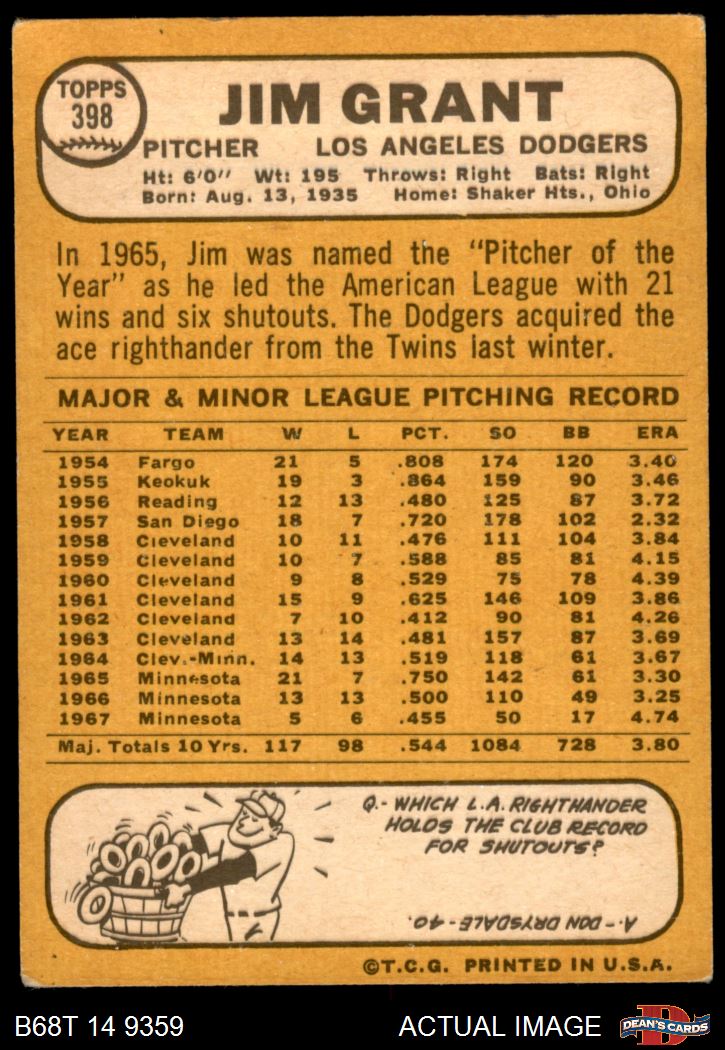 TOPPS
398
JIM GRANT
PITCHER LOS ANGELES DODGERS
Ht: 6'0" Wt: 195 Throws: Right Bats: Right
Born: Aug. 13, 1935 Home: Shaker Hts., Ohio
In 1965, Jim was named the "Pitcher of the
Year" as he led the American League with 21
wins and six shutouts. The Dodgers acquired the
ace righthander from the Twins last winter.
MAJOR & MINOR LEAGUE PITCHING RECORD
YEAR TEAM W L PCT. SO BB ERA
1954 Fargo 21 5 .808 174 120 3.40
1955 Keokuk 19 3 .864 159 90 3.46
1956 Reading 12 13 .480 125 87 3.72
1957 San Diego 18 7 .720 178 102 2.32
1958 Cleveland 10 11 .476 111 104 3.84
1959 Cleveland 10 7 .588 85 81 4.15
1960 Cleveland 9 8 .529 75 78 4.39
1961 Cleveland 15 9 .625 146 109 3.86
1962 Cleveland 7 10 .412 90 81 4.26
1963 Cleveland 13 14 .481 157 87 3.69
1964 Clev.-Minn. 14 13 .519 118 61 3.67
1965 Minnesota 21 7 .750 142 61 3.30
1966 Minnesota 13 13 .500 110 49 3.25
1967 Minnesota 5 6 .455 50 17 4.74
Maj. Totals 10 Yrs. 117 98 .544 1084 728 3.80
Q.- WHICH L.A. RIGHTHANDER
HOLDS THE CLUB RECORD
FOR SHUTOUTS?
A.- DON DRYSDALE - 40.
©T.C.G. PRINTED IN U.S.A.
B68T 14 9359 ACTUAL IMAGE DEAN'S CARDS